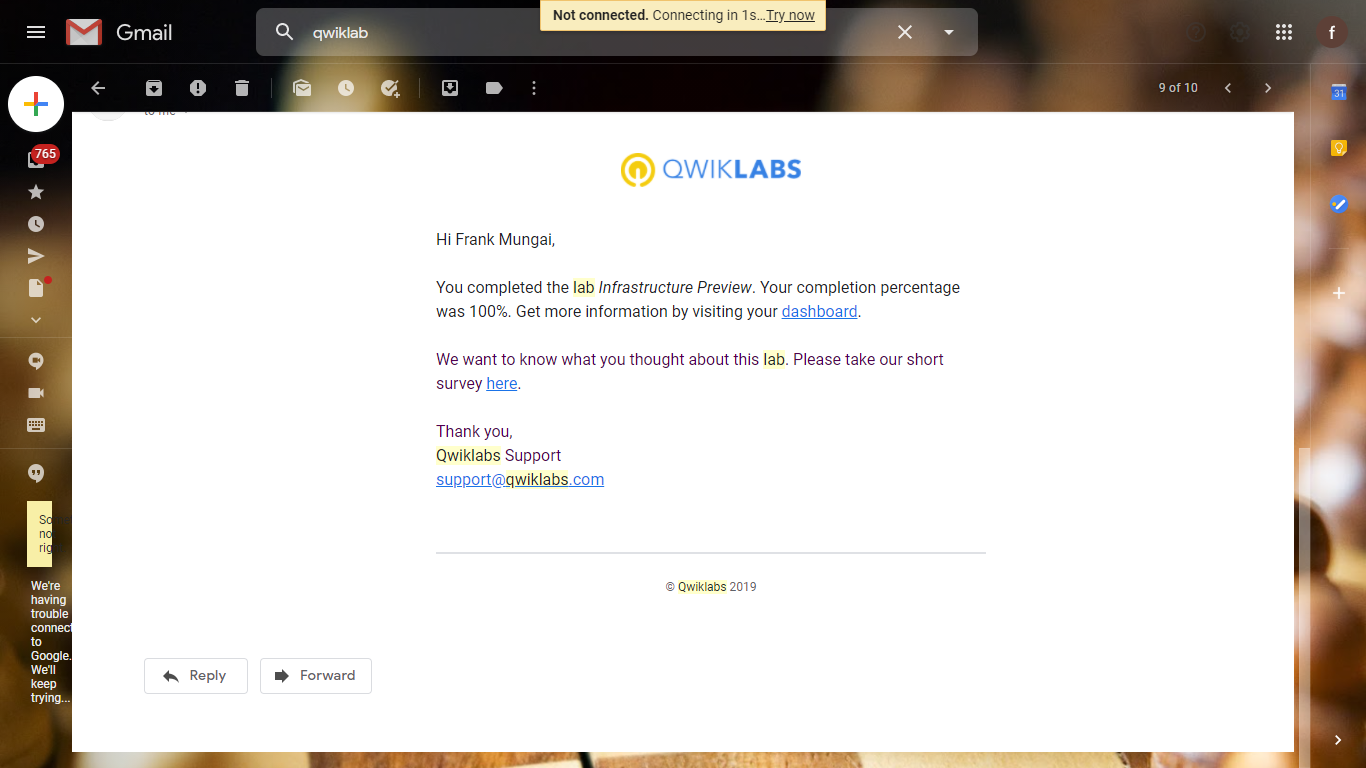 Not connected. Connecting in 1s...Try now
Gmail
qwiklab
f
9 of 10
31
765
to me
QWIKLABS
Hi Frank Mungai,
You completed the lab Infrastructure Preview. Your completion percentage
was 100%. Get more information by visiting your dashboard.
We want to know what you thought about this lab. Please take our short
survey here.
Thank you,
Qwiklabs Support
support@qwiklabs.com
© Qwiklabs 2019
Reply
Forward
We're
having
trouble
connect
to
Google.
We'll
keep
trying...